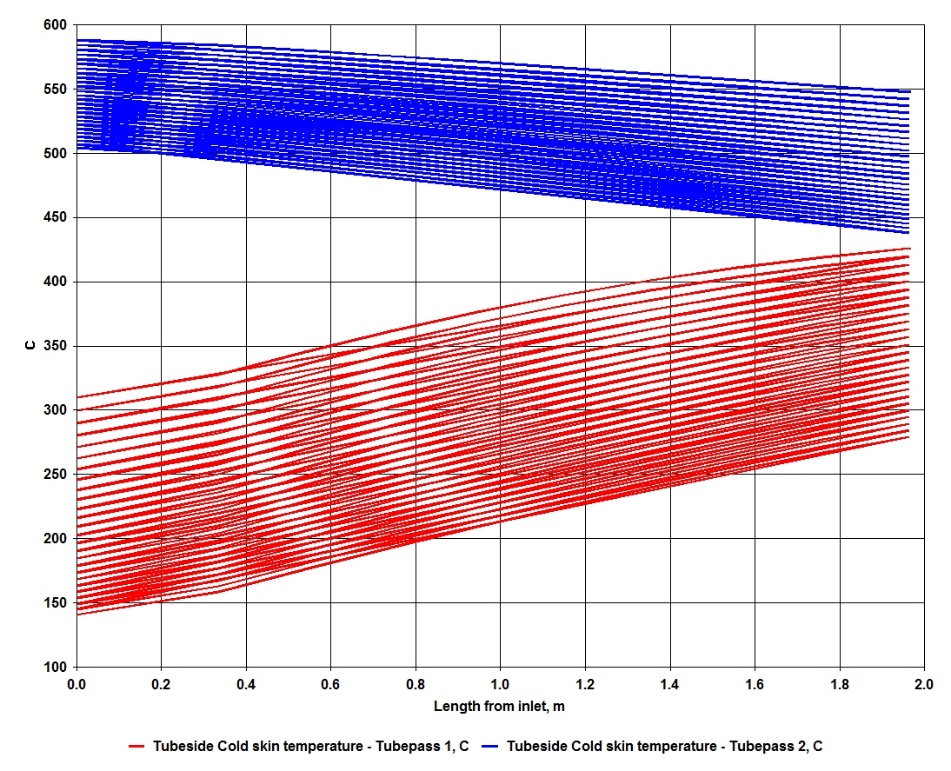 600
550
500
450
400
350
300
250
200
150
100
C
0.0 0.2 0.4 0.6 0.8 1.0 1.2 1.4 1.6 1.8 2.0
Length from inlet, m
Tubeside Cold skin temperature - Tubepass 1, C Tubeside Cold skin temperature - Tubepass 2, C